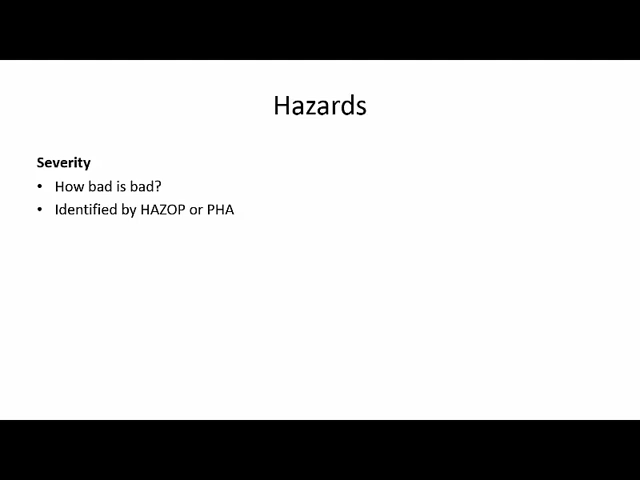 Hazards
Severity
• How bad is bad?
• Identified by HAZOP or PHA